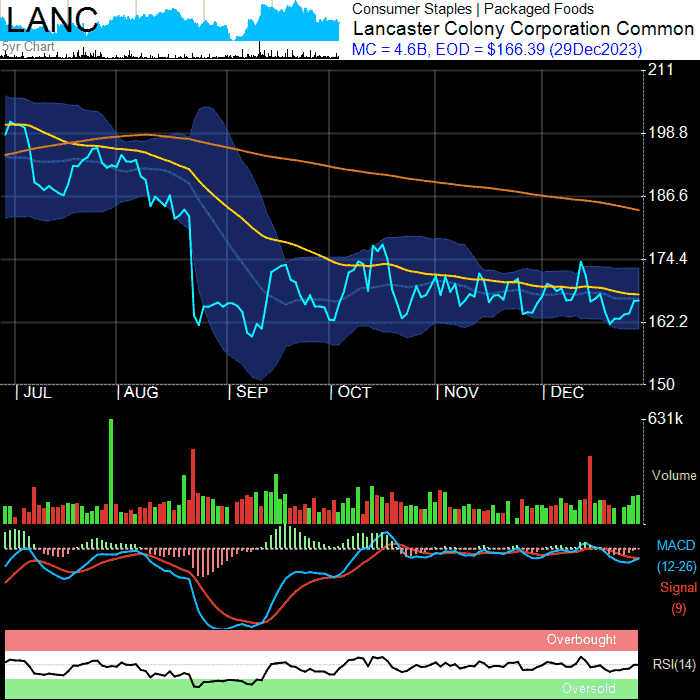 LANC
5yr Chart
Consumer Staples | Packaged Foods
Lancaster Colony Corporation Common
MC = 4.6B, EOD = $166.39 (29Dec2023)
211
198.8
186.6
174.4
162.2
150
JUL AUG SEP OCT NOV DEC
631k
Volume
MACD
(12-26)
Signal
(9)
Overbought
RSI(14)
Oversold